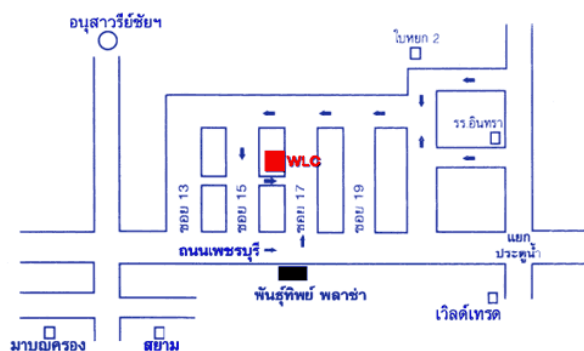 อนุสาวรีย์ชัยฯ
ใบหยก 2
รร.อินทรา
WLC
ซอย 13
ซอย 15
ซอย 17
ซอย 19
แยก
ประตูน้ำ
ถนนเพชรบุรี
พันธุ์ทิพย์ พลาซ่า
เวิลด์เทรด
มาบุญครอง
สยาม